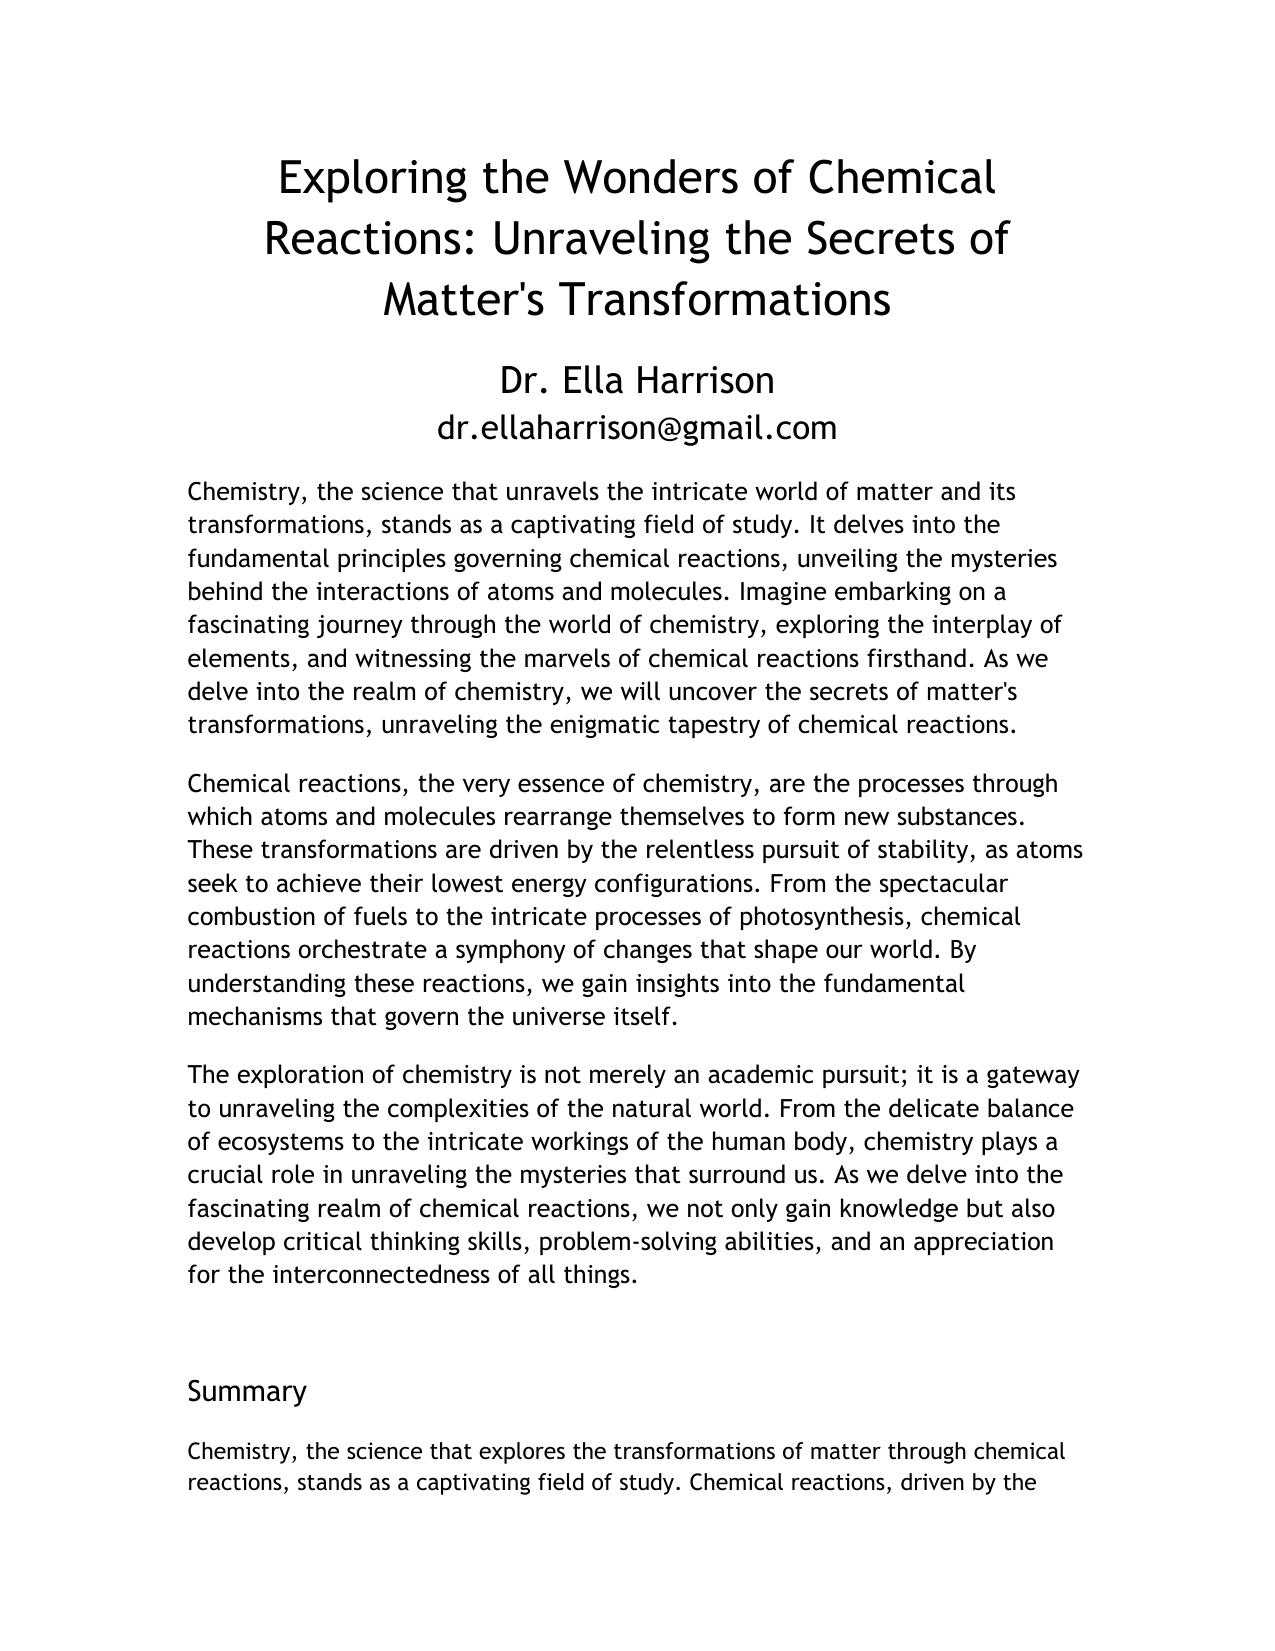 Exploring the Wonders of Chemical
Reactions: Unraveling the Secrets of
Matter's Transformations
Dr. Ella Harrison
dr.ellaharrison@gmail.com
Chemistry, the science that unravels the intricate world of matter and its
transformations, stands as a captivating field of study. It delves into the
fundamental principles governing chemical reactions, unveiling the mysteries
behind the interactions of atoms and molecules. Imagine embarking on a
fascinating journey through the world of chemistry, exploring the interplay of
elements, and witnessing the marvels of chemical reactions firsthand. As we
delve into the realm of chemistry, we will uncover the secrets of matter's
transformations, unraveling the enigmatic tapestry of chemical reactions.
Chemical reactions, the very essence of chemistry, are the processes through
which atoms and molecules rearrange themselves to form new substances.
These transformations are driven by the relentless pursuit of stability, as atoms
seek to achieve their lowest energy configurations. From the spectacular
combustion of fuels to the intricate processes of photosynthesis, chemical
reactions orchestrate a symphony of changes that shape our world. By
understanding these reactions, we gain insights into the fundamental
mechanisms that govern the universe itself.
The exploration of chemistry is not merely an academic pursuit; it is a gateway
to unraveling the complexities of the natural world. From the delicate balance
of ecosystems to the intricate workings of the human body, chemistry plays a
crucial role in unraveling the mysteries that surround us. As we delve into the
fascinating realm of chemical reactions, we not only gain knowledge but also
develop critical thinking skills, problem-solving abilities, and an appreciation
for the interconnectedness of all things.
Summary
Chemistry, the science that explores the transformations of matter through chemical
reactions, stands as a captivating field of study. Chemical reactions, driven by the